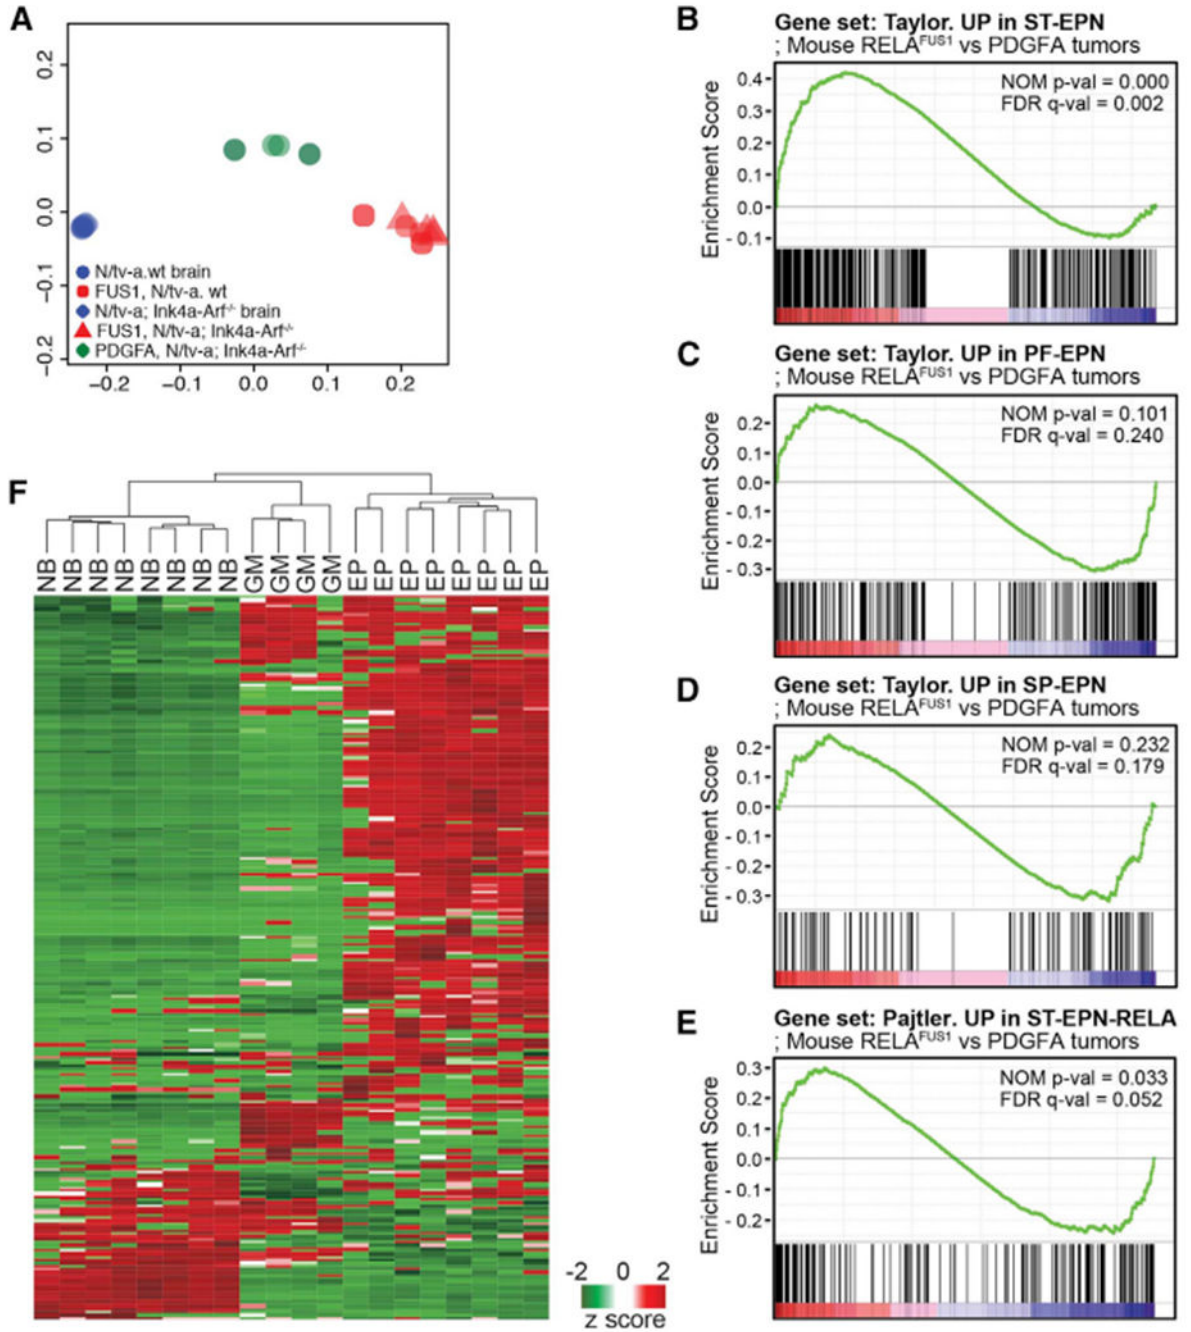 A
0.2
0.1
0.0
−0.1
−0.2
N/tv-a.wt brain
FUS1, N/tv-a. wt
N/tv-a; Ink4a-Arf-/- brain
FUS1, N/tv-a; Ink4a-Arf-/-
PDGFA, N/tv-a; Ink4a-Arf-/-
−0.2 −0.1 0.0 0.1 0.2
B
Gene set: Taylor. UP in ST-EPN
; Mouse RELAFUS1 vs PDGFA tumors
Enrichment Score
NOM p-val = 0.000
FDR q-val = 0.002
0.4
0.3
0.2
0.1
0.0
- 0.1
C
Gene set: Taylor. UP in PF-EPN
; Mouse RELAFUS1 vs PDGFA tumors
Enrichment Score
NOM p-val = 0.101
FDR q-val = 0.240
0.2
0.1
0.0
- 0.1
- 0.2
- 0.3
D
Gene set: Taylor. UP in SP-EPN
; Mouse RELAFUS1 vs PDGFA tumors
Enrichment Score
NOM p-val = 0.232
FDR q-val = 0.179
0.2
0.1
0.0
- 0.1
- 0.2
- 0.3
E
Gene set: Pajtler. UP in ST-EPN-RELA
; Mouse RELAFUS1 vs PDGFA tumors
Enrichment Score
NOM p-val = 0.033
FDR q-val = 0.052
0.3
0.2
0.1
0.0
- 0.1
- 0.2
F
NB NB NB NB NB NB NB NB GM GM GM GM EP EP EP EP EP EP EP EP
-2 0 2
z score